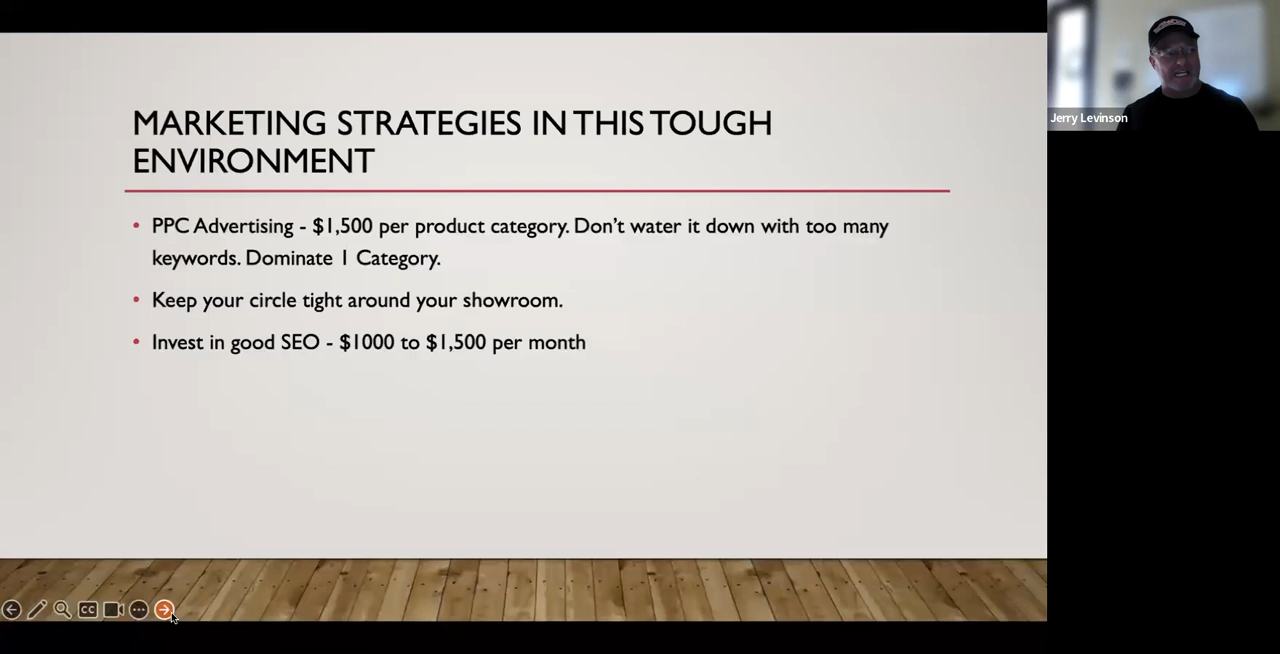 MARKETING STRATEGIES IN THIS TOUGH
ENVIRONMENT
• PPC Advertising - $1,500 per product category. Don’t water it down with too many
keywords. Dominate 1 Category.
• Keep your circle tight around your showroom.
• Invest in good SEO - $1000 to $1,500 per month
Jerry Levinson
CC